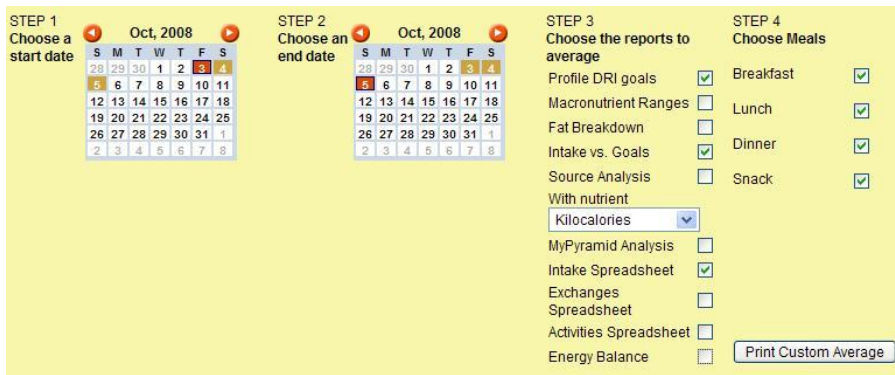 STEP 1
Choose a
start date
Oct, 2008
S M T W T F S
28 29 30 1 2 3 4
5 6 7 8 9 10 11
12 13 14 15 16 17 18
19 20 21 22 23 24 25
26 27 28 29 30 31 1
2 3 4 5 6 7 8
STEP 2
Choose an
end date
Oct, 2008
S M T W T F S
28 29 30 1 2 3 4
5 6 7 8 9 10 11
12 13 14 15 16 17 18
19 20 21 22 23 24 25
26 27 28 29 30 31 1
2 3 4 5 6 7 8
STEP 3
Choose the reports to
average
Profile DRI goals
Macronutrient Ranges
Fat Breakdown
Intake vs. Goals
Source Analysis
With nutrient
Kilocalories
MyPyramid Analysis
Intake Spreadsheet
Exchanges
Spreadsheet
Activities Spreadsheet
Energy Balance
STEP 4
Choose Meals
Breakfast
Lunch
Dinner
Snack
Print Custom Average